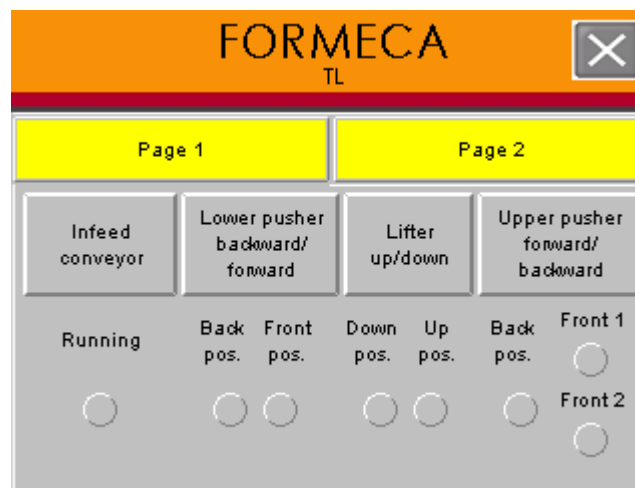 FORMECA
TL
Page 1
Page 2
Infeed
conveyor
Lower pusher
backward/
forward
Lifter
up/down
Upper pusher
forward/
backward
Running
Back
pos.
Front
pos.
Down
pos.
Up
pos.
Back
pos.
Front 1
Front 2